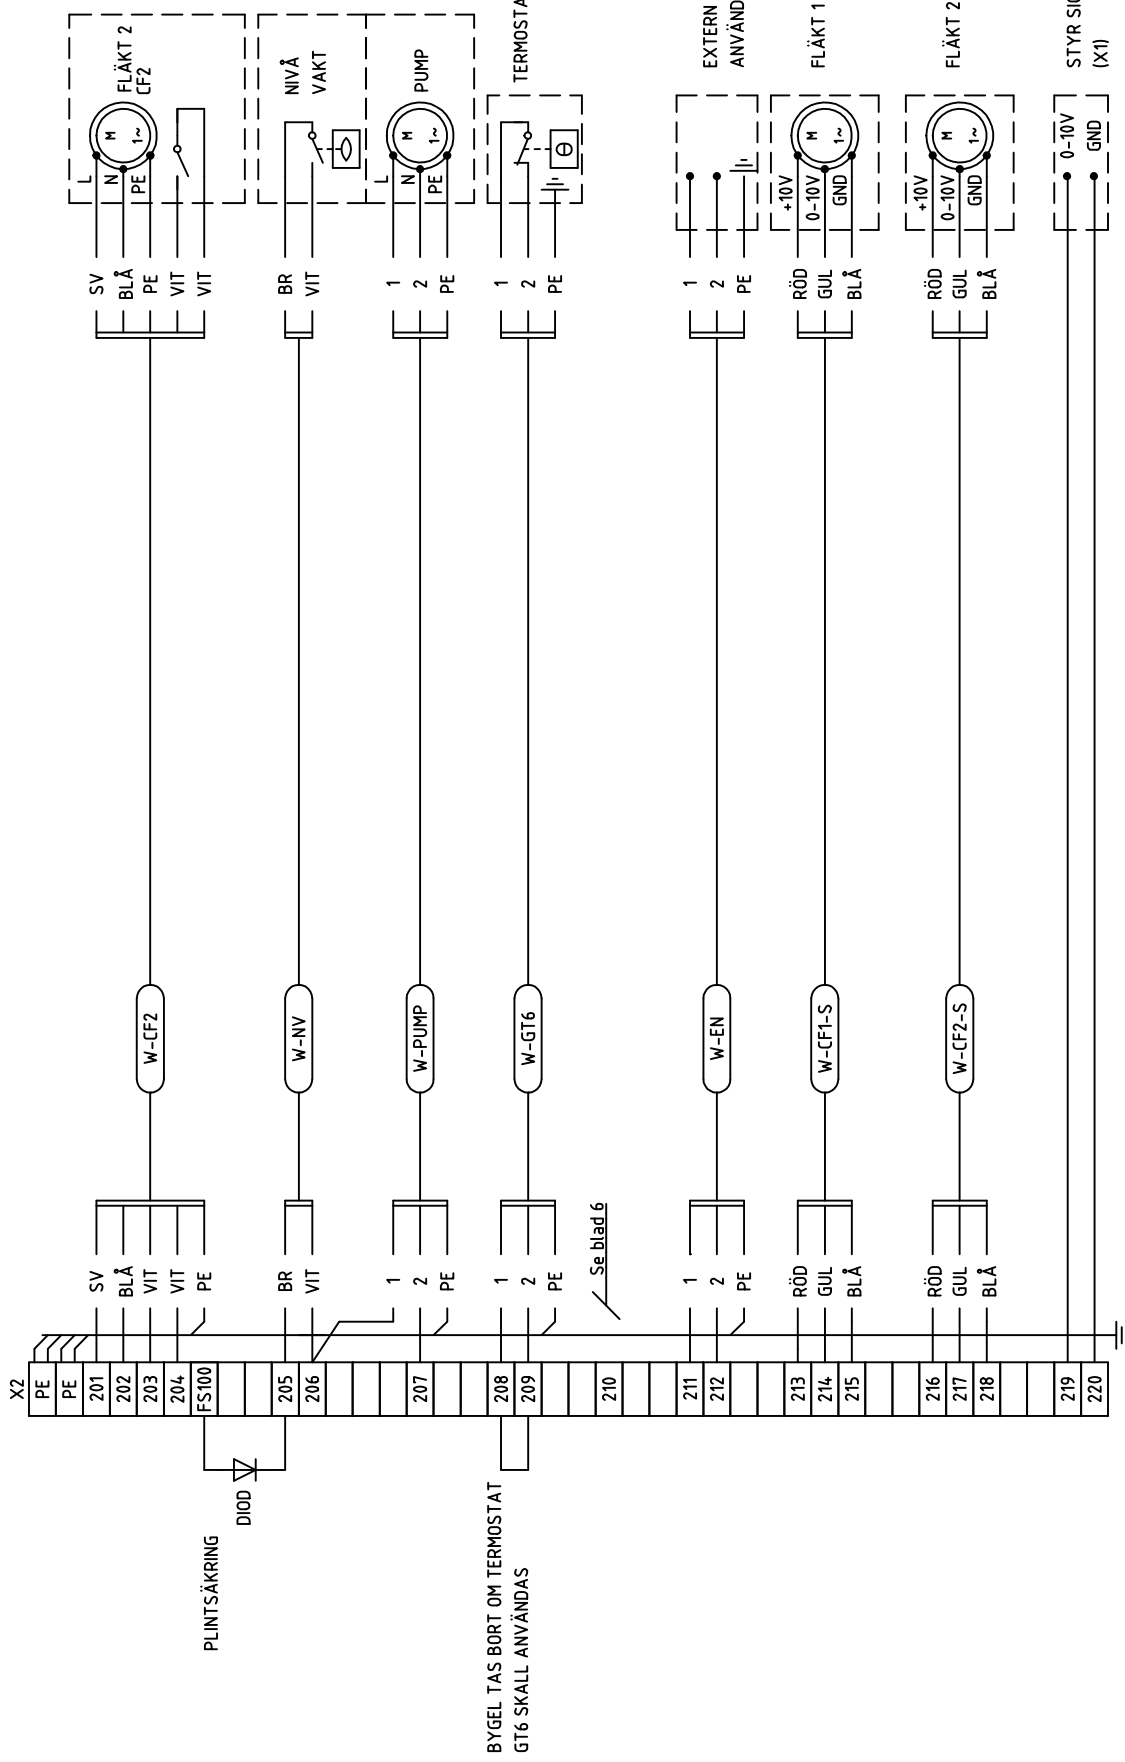 FLÄKT 2
CF2
NIVÅ
VAKT
PUMP
EXTERN
FLÄKT 1
FLÄKT 2
STYR
(X1)
M
1~
L
N
PE
M
1~
L
N
PE
Θ
M
1~
+10V
0-10V
GND
M
1~
+10V
0-10V
GND
0-10V
GND
SV
BLÅ
PE
VIT
VIT
BR
VIT
1
2
PE
1
2
PE
1
2
PE
RÖD
GUL
BLÅ
RÖD
GUL
BLÅ
W-CF2
W-NV
W-PUMP
W-GT6
W-EN
W-CF1-S
W-CF2-S
SV
BLÅ
VIT
VIT
PE
BR
VIT
1
2
PE
1
2
PE
Se blad 6
1
2
PE
RÖD
GUL
BLÅ
RÖD
GUL
BLÅ
X2
PE
PE
201
202
203
204
FS100
205
206
207
208
209
210
211
212
213
214
215
216
217
218
219
220
PLINTSÄKRING
DIOD
BYGEL TAS BORT OM TERMOSTAT
GT6 SKALL ANVÄNDAS